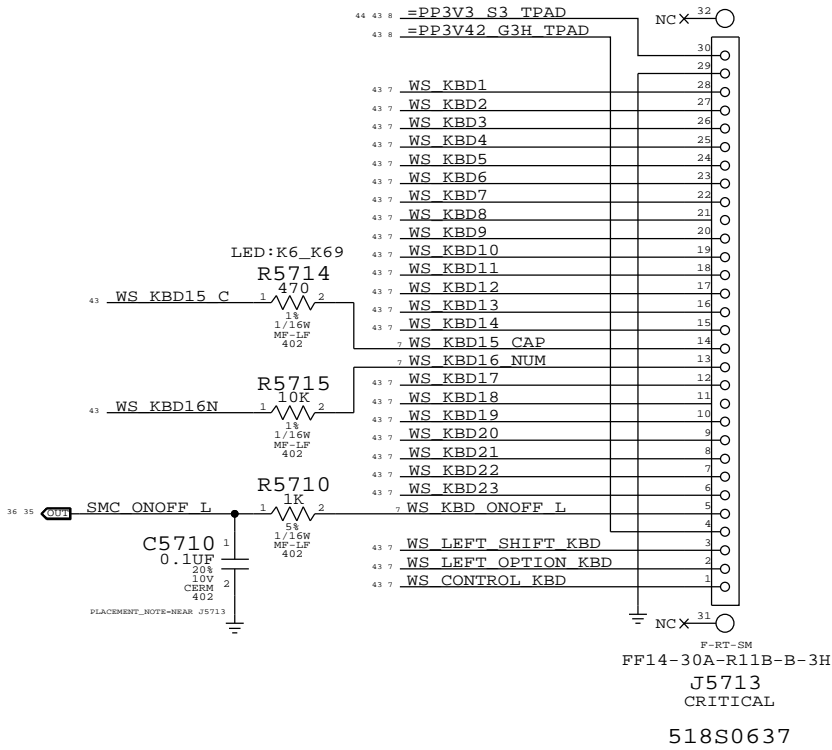 44 43 8 =PP3V3_S3_TPAD
NC 32
43 8 =PP3V42_G3H_TPAD
30
29
43 7 WS_KBD1 28
43 7 WS_KBD2 27
43 7 WS_KBD3 26
43 7 WS_KBD4 25
43 7 WS_KBD5 24
43 7 WS_KBD6 23
43 7 WS_KBD7 22
43 7 WS_KBD8 21
43 7 WS_KBD9 20
43 7 WS_KBD10 19
43 7 WS_KBD11 18
43 7 WS_KBD12 17
43 7 WS_KBD13 16
43 7 WS_KBD14 15
7 WS_KBD15_CAP 14
7 WS_KBD16_NUM 13
43 7 WS_KBD17 12
43 7 WS_KBD18 11
43 7 WS_KBD19 10
43 7 WS_KBD20 9
43 7 WS_KBD21 8
43 7 WS_KBD22 7
43 7 WS_KBD23 6
7 WS_KBD_ONOFF_L 5
4
43 7 WS_LEFT_SHIFT_KBD 3
43 7 WS_LEFT_OPTION_KBD 2
43 7 WS_CONTROL_KBD 1
NC 31
LED:K6_K69
R5714
470
43 WS_KBD15_C 1 2
1%
1/16W
MF-LF
402
R5715
10K
43 WS_KBD16N 1 2
1%
1/16W
MF-LF
402
R5710
1K
36 35 OUT SMC_ONOFF_L 1 2
5%
1/16W
MF-LF
402
C5710 1
0.1UF
20%
10V 2
CERM
402
PLACEMENT_NOTE=NEAR J5713
F-RT-SM
FF14-30A-R11B-B-3H
J5713
CRITICAL
518S0637